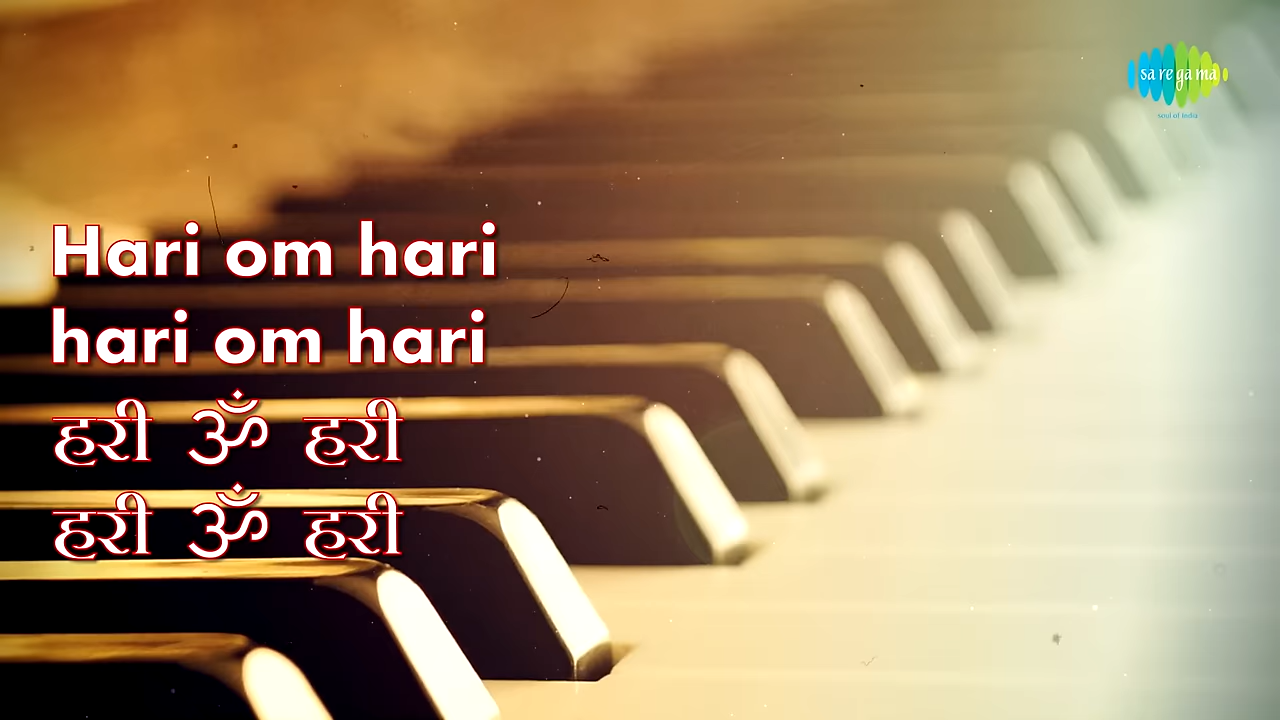 sa re ga ma
soul of India
Hari om hari
hari om hari
हरी ॐ हरी
हरी ॐ हरी